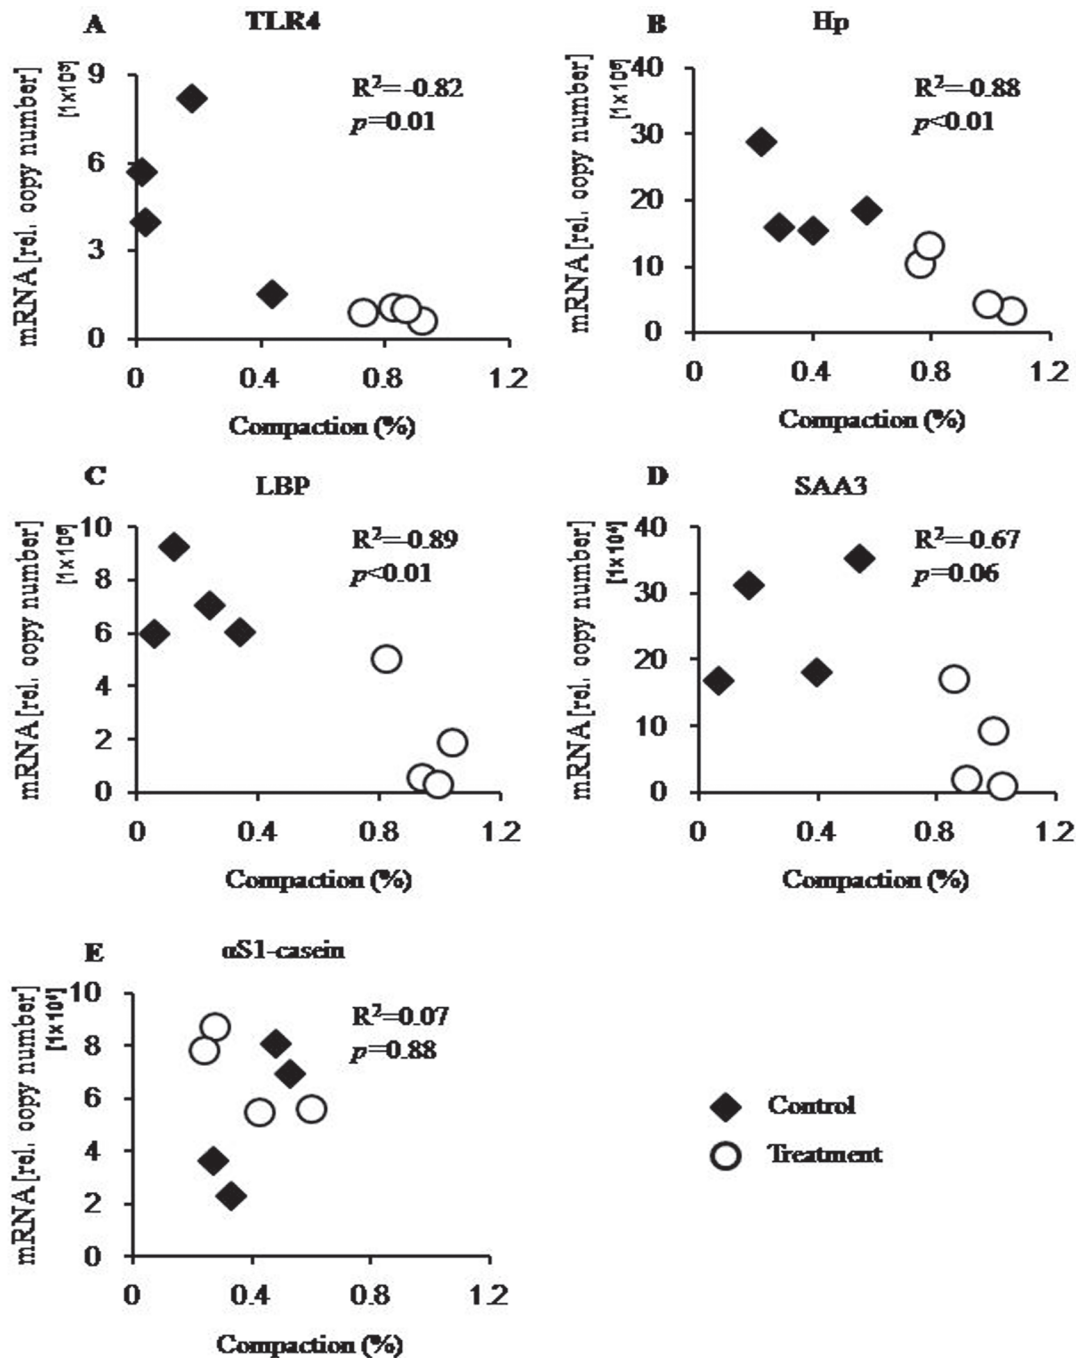 A TLR4
mRNA [rel. copy number]
R²=-0.82
p=0.01
9
6
3
0
0 0.4 0.8 1.2
Compaction (%)
B Hp
mRNA [rel. copy number]
R²=-0.88
p<0.01
40
30
20
10
0
0 0.4 0.8 1.2
Compaction (%)
C LBP
mRNA [rel. copy number]
R²=-0.89
p<0.01
10
8
6
4
2
0
0 0.4 0.8 1.2
Compaction (%)
D SAA3
mRNA [rel. copy number]
R²=-0.67
p=0.06
40
30
20
10
0
0 0.4 0.8 1.2
Compaction (%)
E αS1-casein
mRNA [rel. copy number]
R²=0.07
p=0.88
10
8
6
4
2
0
0 0.4 0.8 1.2
Compaction (%)
Control
Treatment